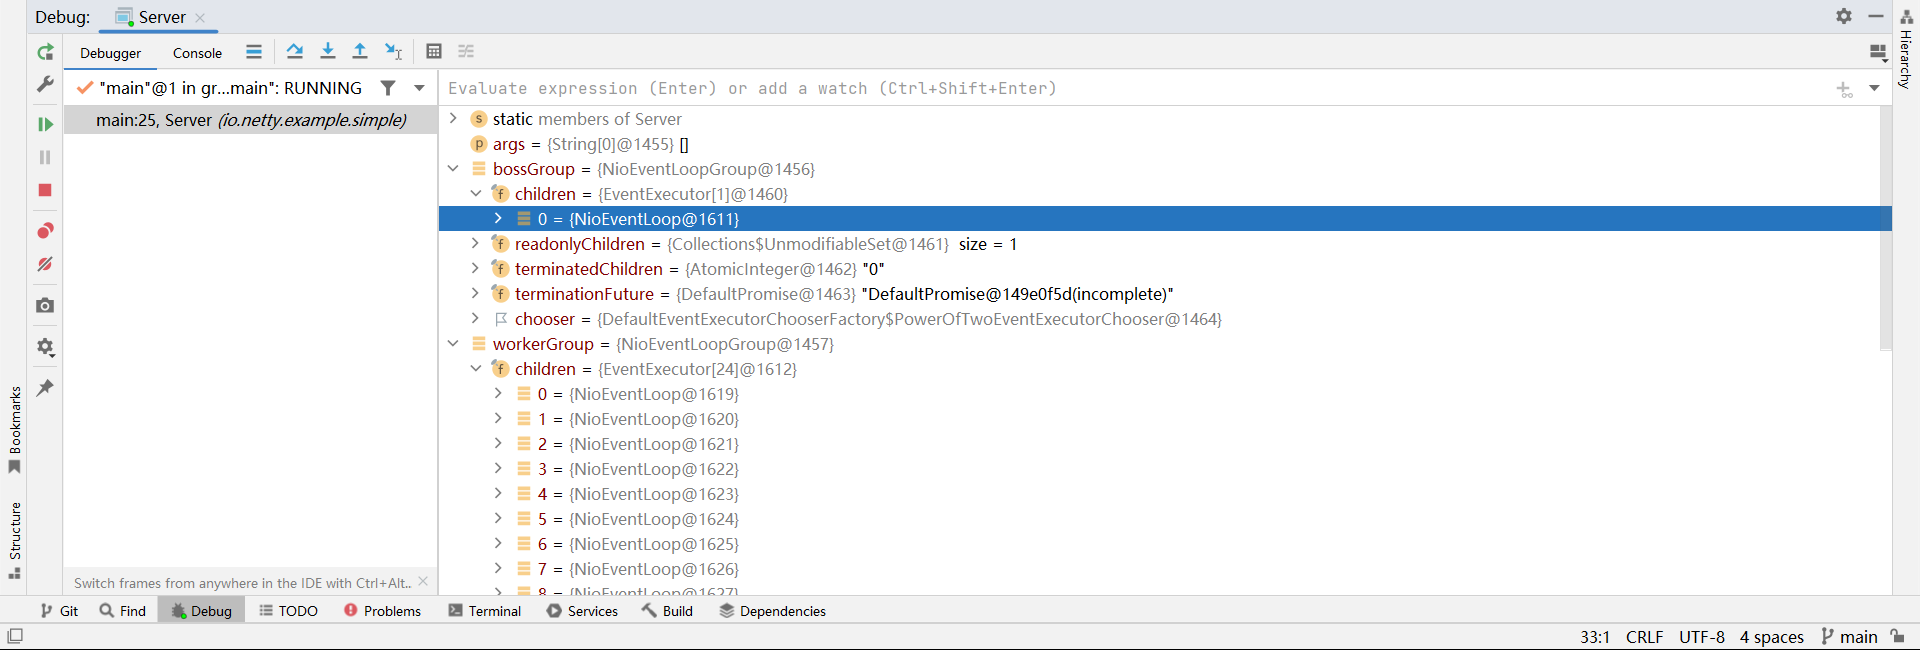 Debug: Server
Debugger Console
"main"@1 in gr...main": RUNNING
main:25, Server (io.netty.example.simple)
Switch frames from anywhere in the IDE with Ctrl+Alt..
Evaluate expression (Enter) or add a watch (Ctrl+Shift+Enter)
s static members of Server
p args = {String[0]@1455} []
bossGroup = {NioEventLoopGroup@1456}
f children = {EventExecutor[1]@1460}
0 = {NioEventLoop@1611}
f readonlyChildren = {Collections$UnmodifiableSet@1461} size = 1
f terminatedChildren = {AtomicInteger@1462} "0"
f terminationFuture = {DefaultPromise@1463} "DefaultPromise@149e0f5d(incomplete)"
chooser = {DefaultEventExecutorChooserFactory$PowerOfTwoEventExecutorChooser@1464}
workerGroup = {NioEventLoopGroup@1457}
f children = {EventExecutor[24]@1612}
0 = {NioEventLoop@1619}
1 = {NioEventLoop@1620}
2 = {NioEventLoop@1621}
3 = {NioEventLoop@1622}
4 = {NioEventLoop@1623}
5 = {NioEventLoop@1624}
6 = {NioEventLoop@1625}
7 = {NioEventLoop@1626}
8 = {NioEventLoop@1627}
Hierarchy
Bookmarks
Structure
Git Find Debug TODO Problems Terminal Services Build Dependencies
33:1 CRLF UTF-8 4 spaces main